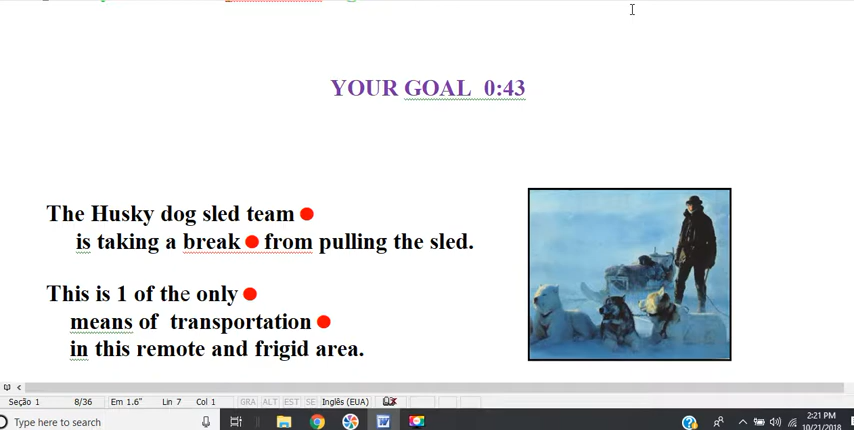 YOUR GOAL 0:43
The Husky dog sled team
is taking a break from pulling the sled.
This is 1 of the only
means of transportation
in this remote and frigid area.
Seção 1 8/36 Em 1.6" Lin 7 Col 1 GRA ALT EST SE Inglês (EUA)
Type here to search
2:21 PM
10/21/2018